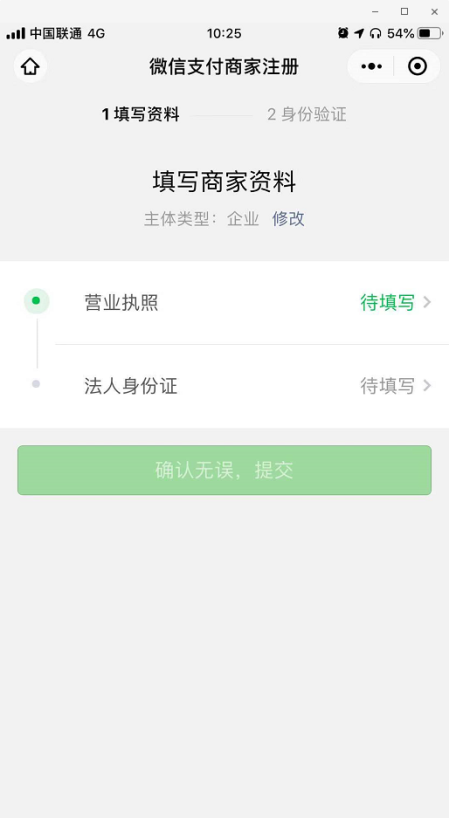 中国联通 4G 10:25 54%
微信支付商家注册
1 填写资料 2 身份验证
填写商家资料
主体类型：企业 修改
营业执照 待填写
法人身份证 待填写
确认无误，提交